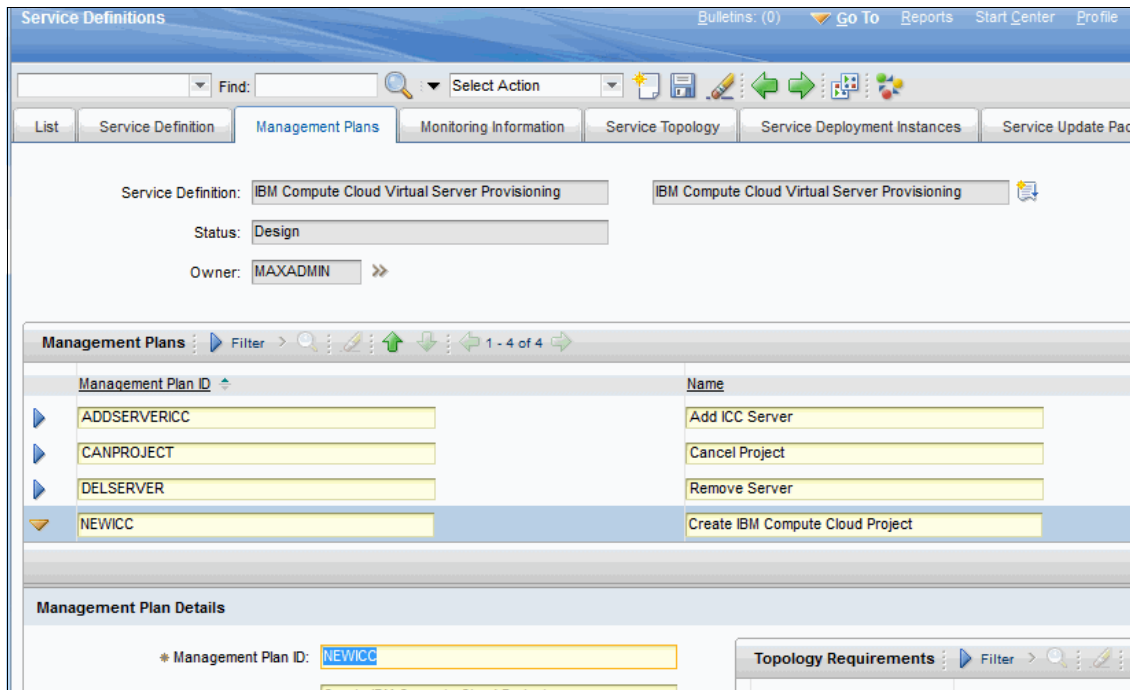 Service Definitions Bulletins: (0) Go To Reports Start Center Profile
Find: Select Action
List Service Definition Management Plans Monitoring Information Service Topology Service Deployment Instances Service Update Pac
Service Definition: IBM Compute Cloud Virtual Server Provisioning IBM Compute Cloud Virtual Server Provisioning
Status: Design
Owner: MAXADMIN
Management Plans Filter 1 - 4 of 4
Management Plan ID Name
ADDSERVERICC Add ICC Server
CANPROJECT Cancel Project
DELSERVER Remove Server
NEWICC Create IBM Compute Cloud Project
Management Plan Details
Management Plan ID: NEWICC Topology Requirements Filter